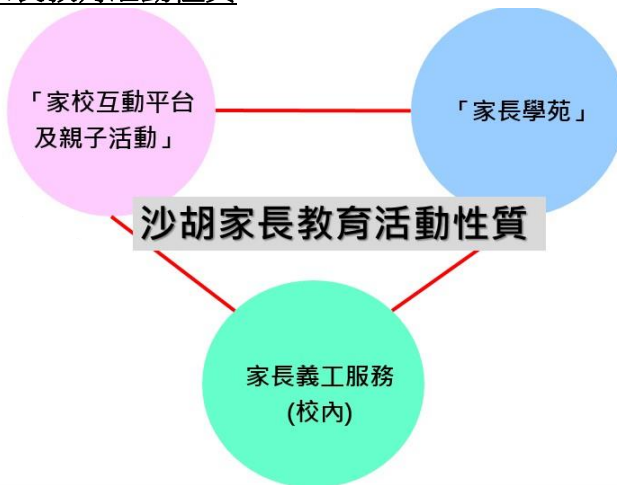 「家校互動平台
及親子活動」
「家長學苑」
沙胡家長教育活動性質
家長義工服務
(校內)